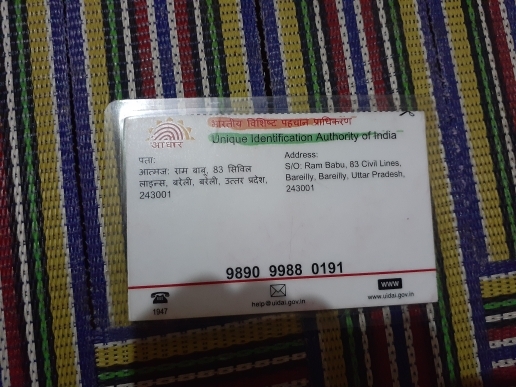 भारतीय विशिष्ट पहचान प्राधिकरण
Unique Identification Authority of India
आधार
पता:
आत्मज: राम बाबू, 83 सिविल
लाइन्स, बरेली, बरेली, उत्तर प्रदेश,
243001
Address:
S/O: Ram Babu, 83 Civil Lines,
Bareilly, Bareilly, Uttar Pradesh,
243001
9890 9988 0191
1947
help@uidai.gov.in
WWW
www.uidai.gov.in